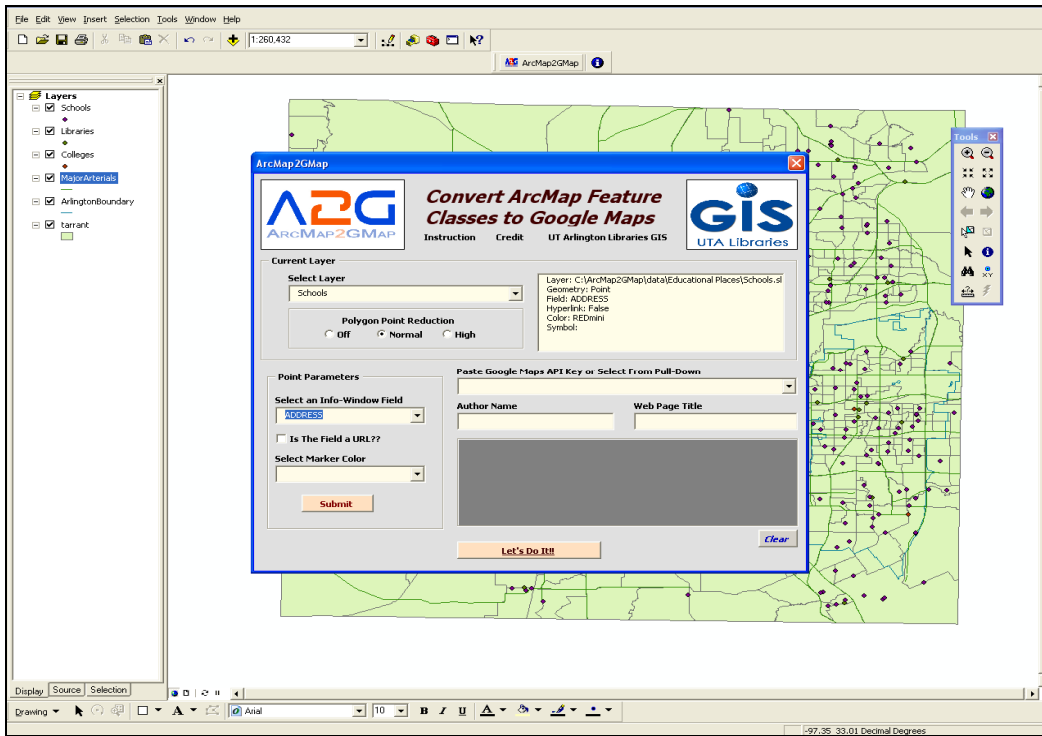 File Edit View Insert Selection Tools Window Help
1:260,432
ArcMap2GMap
Layers
Schools
Libraries
Colleges
MajorArterials
ArlingtonBoundary
tarrant
Tools
XY
ArcMap2GMap
A2G
ARCMAP2GMAP
Convert ArcMap Feature
Classes to Google Maps
Instruction Credit UT Arlington Libraries GIS
GIS
UTA Libraries
Current Layer
Select Layer
Schools
Polygon Point Reduction
Off Normal High
Layer: C:\ArcMap2GMap\data\Educational Places\Schools.sl
Geometry: Point
Field: ADDRESS
Hyperlink: False
Color: REDmini
Symbol:
Point Parameters
Select an Info-Window Field
ADDRESS
Is The Field a URL??
Select Marker Color
Submit
Paste Google Maps API Key or Select From Pull-Down
Author Name Web Page Title
Clear
Let's Do It!!
Display Source Selection
Drawing A Arial 10 B I U A
-97.35 33.01 Decimal Degrees